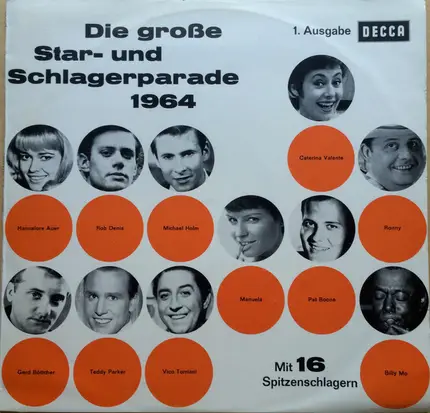 Die große
Star- und
Schlagerparade
1964
1. Ausgabe
DECCA
Caterina Valente
Hannelore Auer
Rob Denis
Michael Holm
Ronny
Manuela
Pat Boone
Gerd Böttcher
Teddy Parker
Vico Torriani
Billy Mo
Mit 16
Spitzenschlagern